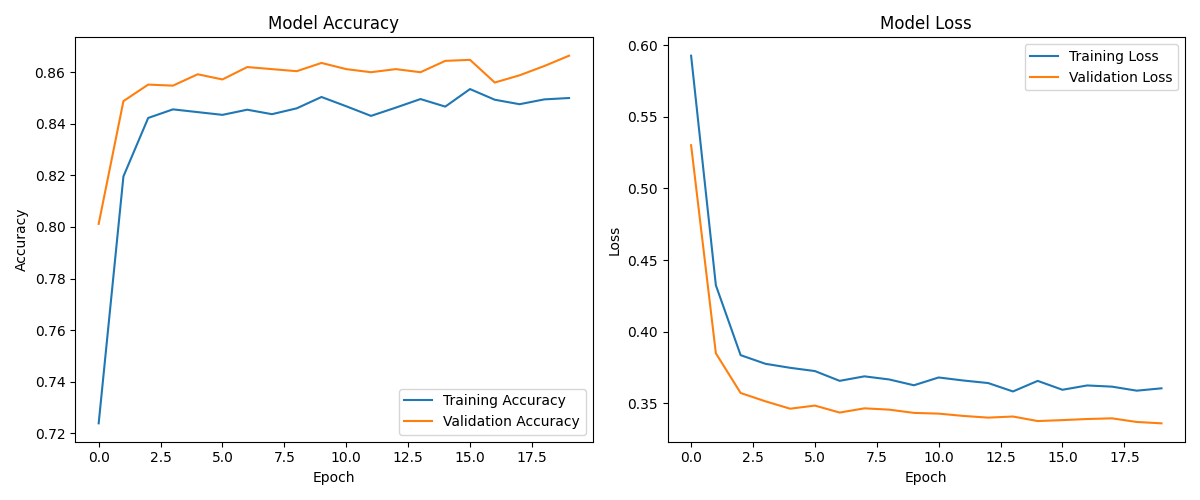 Model Accuracy
Accuracy
0.86
0.84
0.82
0.80
0.78
0.76
0.74
0.72
Training Accuracy
Validation Accuracy
0.0 2.5 5.0 7.5 10.0 12.5 15.0 17.5
Epoch
Model Loss
Loss
0.60
0.55
0.50
0.45
0.40
0.35
Training Loss
Validation Loss
0.0 2.5 5.0 7.5 10.0 12.5 15.0 17.5
Epoch